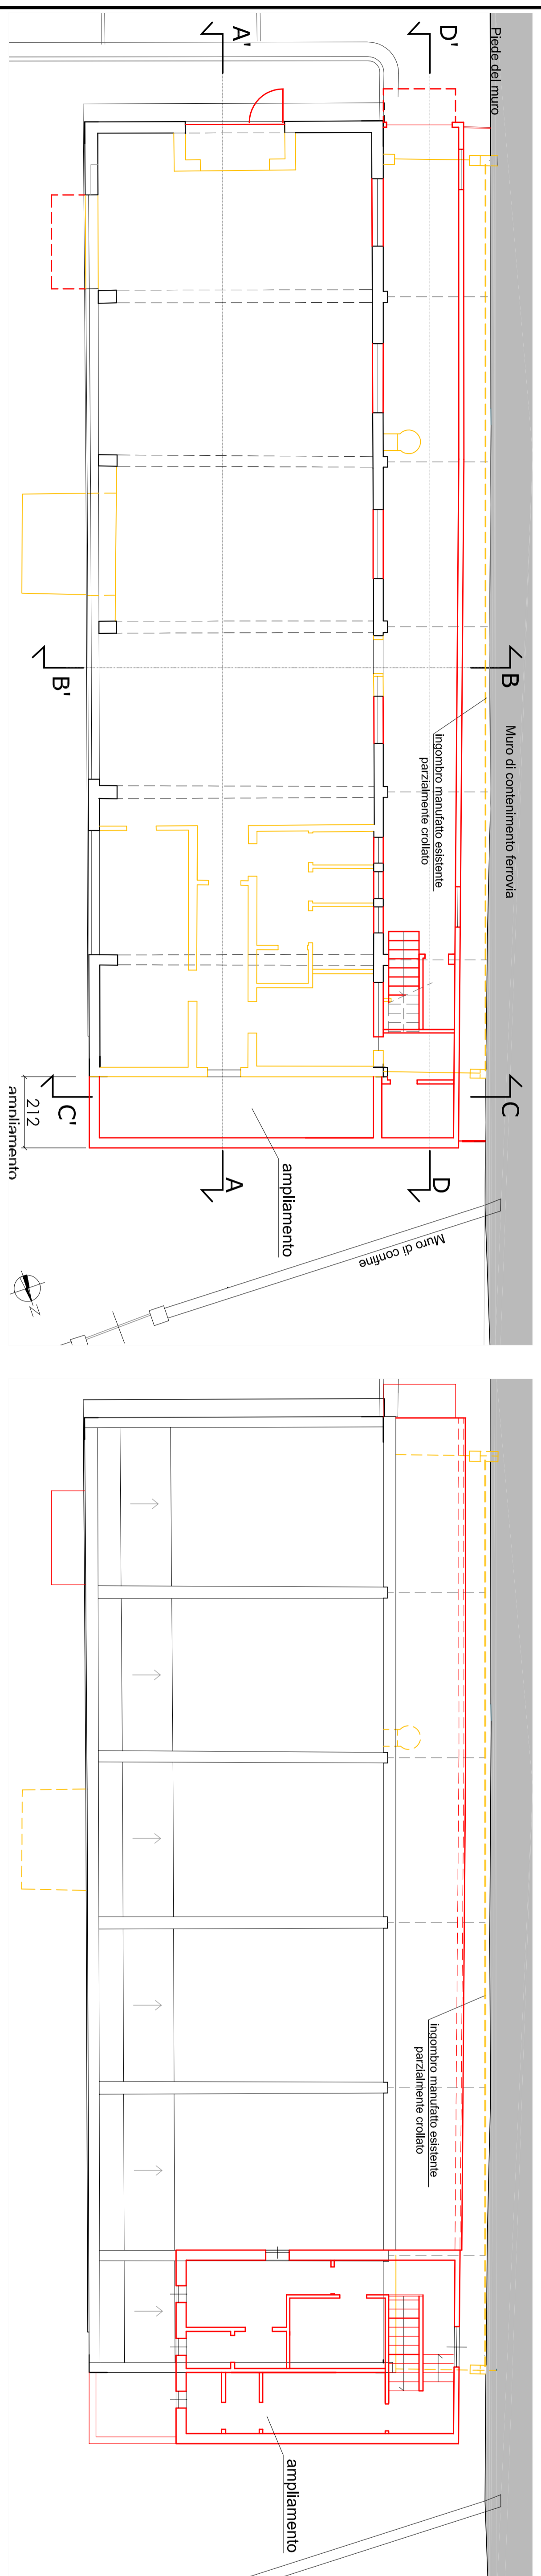 A'
D'
Piede del muro
B'
B
Muro di contenimento ferrovia
ingombro manufatto esistente
parzialmente crollato
C'
C
212
ampliamento
A
D
ampliamento
Muro di confine
N
ingombro manufatto esistente
parzialmente crollato
ampliamento